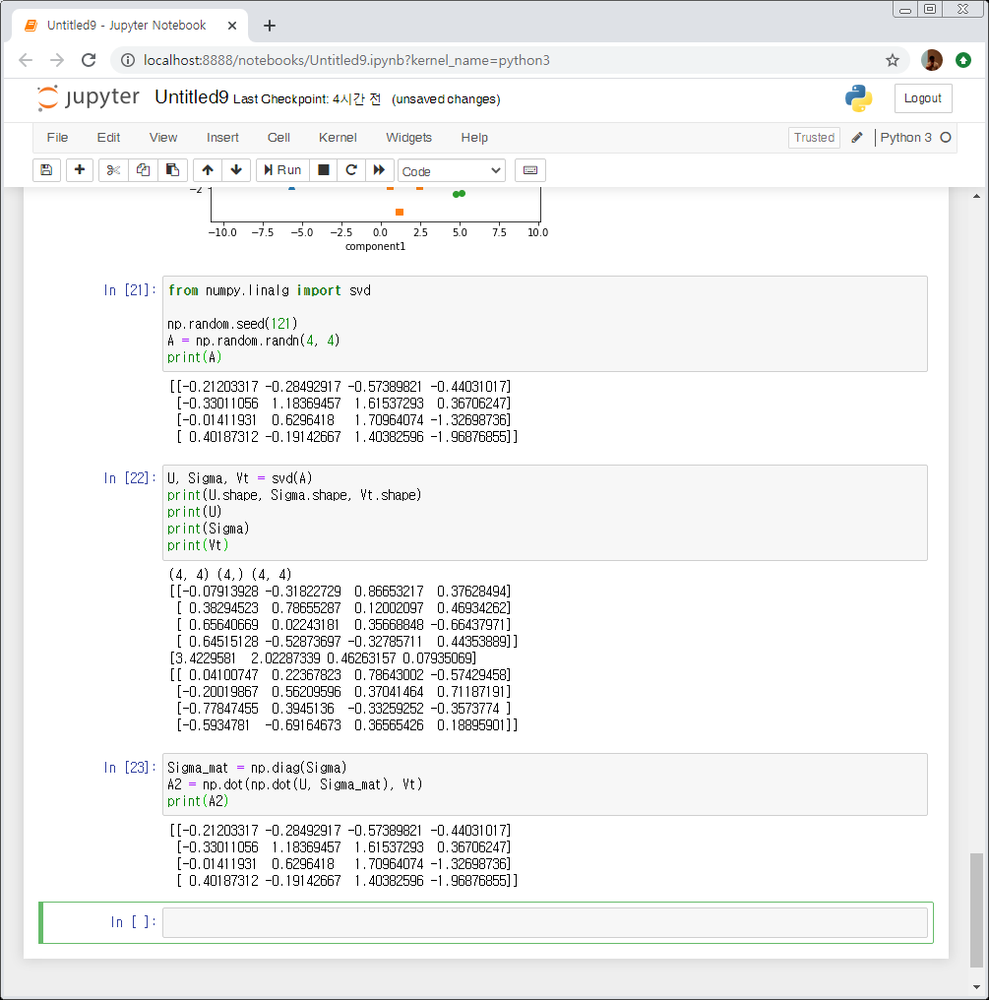 Untitled9 - Jupyter Notebook
localhost:8888/notebooks/Untitled9.ipynb?kernel_name=python3
jupyter Untitled9 Last Checkpoint: 4시간 전 (unsaved changes)
Logout
File Edit View Insert Cell Kernel Widgets Help
Trusted
Python 3
Run
Code
−2
−10.0 −7.5 −5.0 −2.5 0.0 2.5 5.0 7.5 10.0
component1
In [21]:
from numpy.linalg import svd
np.random.seed(121)
A = np.random.randn(4, 4)
print(A)
[[-0.21203317 -0.28492917 -0.57389821 -0.44031017]
[-0.33011056 1.18369457 1.61537293 0.36706247]
[-0.01411931 0.6296418 1.70964074 -1.32698736]
[ 0.40187312 -0.19142667 1.40382596 -1.96876855]]
In [22]:
U, Sigma, Vt = svd(A)
print(U.shape, Sigma.shape, Vt.shape)
print(U)
print(Sigma)
print(Vt)
(4, 4) (4,) (4, 4)
[[-0.07913928 -0.31822729 0.86653217 0.37628494]
[ 0.38294523 0.78655287 0.12002097 0.46934262]
[ 0.65640669 0.02243181 0.35668848 -0.66437971]
[ 0.64515128 -0.52873697 -0.32785711 0.44353889]]
[3.4229581 2.02287339 0.46263157 0.07935069]
[[ 0.04100747 0.22367823 0.78643002 -0.57429458]
[-0.20019867 0.56209596 0.37041464 0.71187191]
[-0.77847455 0.3945136 -0.33259252 -0.3573774 ]
[-0.5934781 -0.69164673 0.36565426 0.18895901]]
In [23]:
Sigma_mat = np.diag(Sigma)
A2 = np.dot(np.dot(U, Sigma_mat), Vt)
print(A2)
[[-0.21203317 -0.28492917 -0.57389821 -0.44031017]
[-0.33011056 1.18369457 1.61537293 0.36706247]
[-0.01411931 0.6296418 1.70964074 -1.32698736]
[ 0.40187312 -0.19142667 1.40382596 -1.96876855]]
In [ ]: